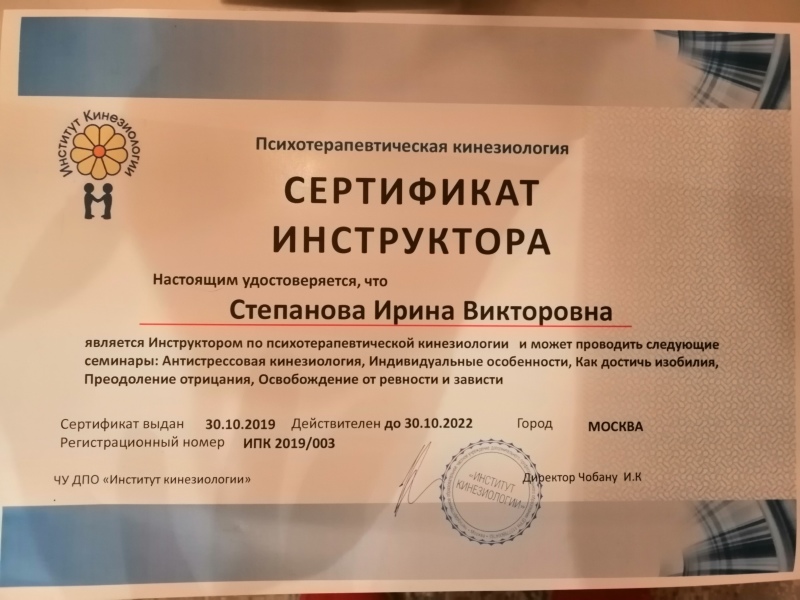 Институт Кинезиологии
Психотерапевтическая кинезиология
СЕРТИФИКАТ
ИНСТРУКТОРА
Настоящим удостоверяется, что
Степанова Ирина Викторовна
является Инструктором по психотерапевтической кинезиологии и может проводить следующие
семинары: Антистрессовая кинезиология, Индивидуальные особенности, Как достичь изобилия,
Преодоление отрицания, Освобождение от ревности и зависти
Сертификат выдан 30.10.2019 Действителен до 30.10.2022 Город МОСКВА
Регистрационный номер ИПК 2019/003
ЧУ ДПО «Институт кинезиологии» Директор Чобану И.К
«ИНСТИТУТ
КИНЕЗИОЛОГИИ»